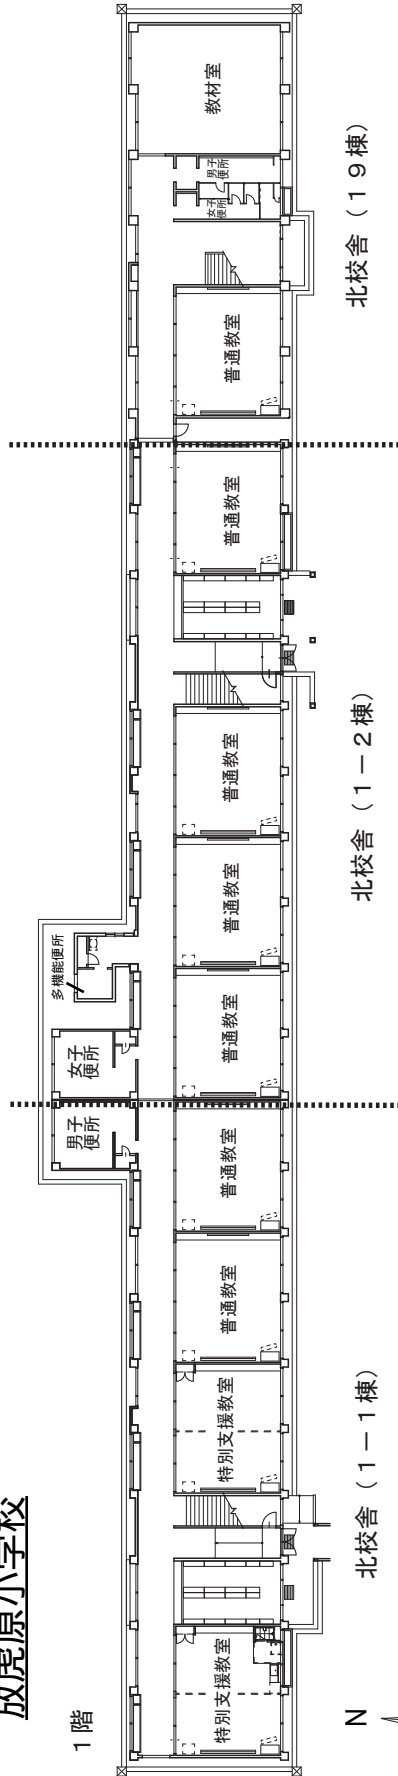 放虎原小学校
1階
男子
便所
女子
便所
多機能便所
特別支援教室
特別支援教室
普通教室
普通教室
普通教室
普通教室
普通教室
普通教室
普通教室
女子
便所
男子
便所
教材室
N
北校舎(1-1棟)
北校舎(1-2棟)
北校舎(19棟)